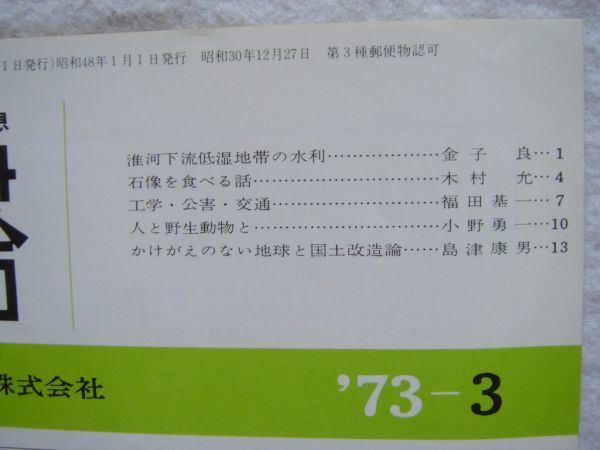 1日発行)昭和48年1月1日発行 昭和30年12月27日 第3種郵便物認可
淮河下流低湿地帯の水利…………………金子 良…1
石像を食べる話………………………………木村 允…4
工学・公害・交通……………………………福田基一…7
人と野生動物と………………………………小野勇一…10
かけがえのない地球と国土改造論……島津康男…13
株式会社
’73-3